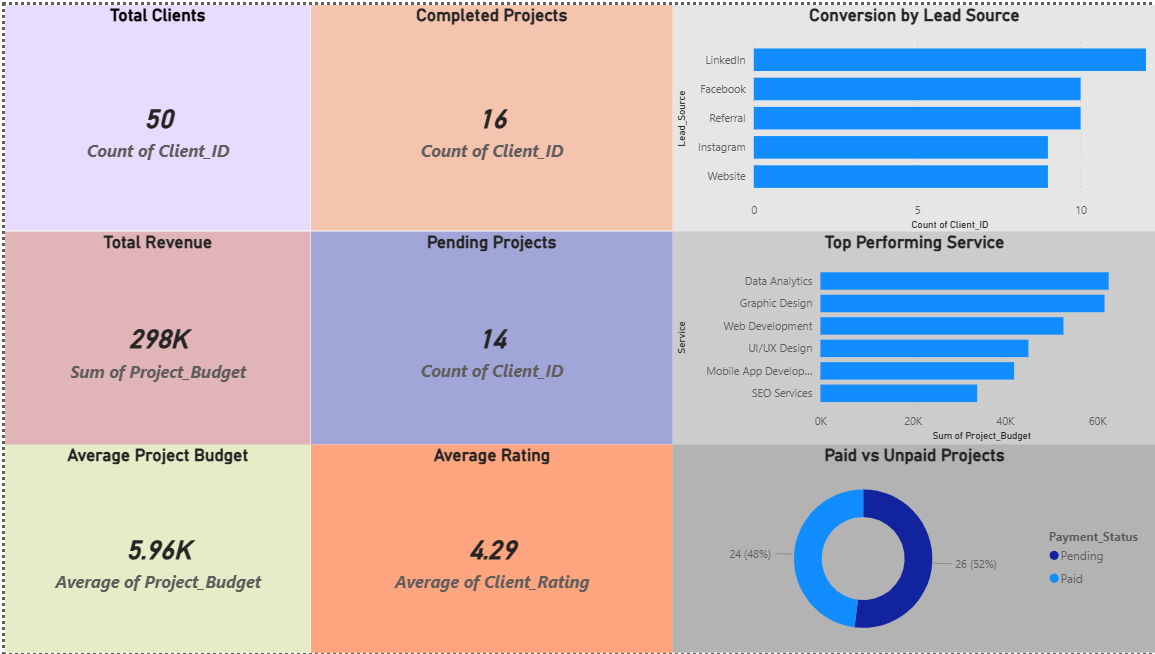 Total Clients
50
Count of Client_ID
Completed Projects
16
Count of Client_ID
Conversion by Lead Source
Lead_Source
LinkedIn
Facebook
Referral
Instagram
Website
0 5 10
Count of Client_ID
Total Revenue
298K
Sum of Project_Budget
Pending Projects
14
Count of Client_ID
Top Performing Service
Service
Data Analytics
Graphic Design
Web Development
UI/UX Design
Mobile App Develop...
SEO Services
0K 20K 40K 60K
Sum of Project_Budget
Average Project Budget
5.96K
Average of Project_Budget
Average Rating
4.29
Average of Client_Rating
Paid vs Unpaid Projects
24 (48%)
26 (52%)
Payment_Status
Pending
Paid